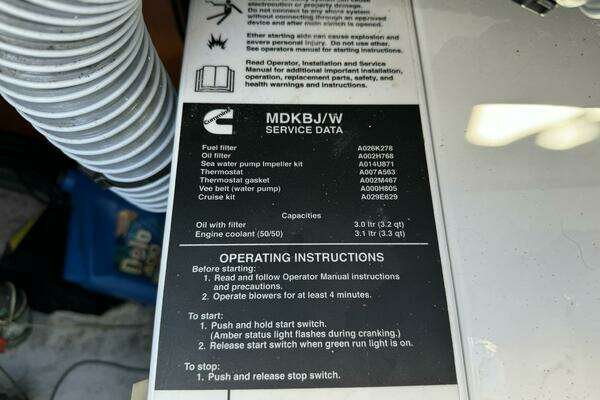 electrocution or property damage.
Do not connect to any shore system
without connecting through an approved
device and after main switch is opened.
Ether starting aids can cause explosion and
severe personal injury. Do not use ether.
See operators manual for starting instructions.
Read Operator, Installation and Service
Manual for additional important installation,
operation, replacement parts, safety, and
health warnings and instructions.
Cummins
MDKBJ/W
SERVICE DATA
Fuel filter A026K278
Oil filter A002H768
Sea water pump Impeller kit A014U871
Thermostat A007A563
Thermostat gasket A002M467
Vee belt (water pump) A000H805
Cruise kit A029E629
Capacities
Oil with filter 3.0 ltr (3.2 qt)
Engine coolant (50/50) 3.1 ltr (3.3 qt)
OPERATING INSTRUCTIONS
Before starting:
1. Read and follow Operator Manual instructions
and precautions.
2. Operate blowers for at least 4 minutes.
To start:
1. Push and hold start switch.
(Amber status light flashes during cranking.)
2. Release start switch when green run light is on.
To stop:
1. Push and release stop switch.
Delo